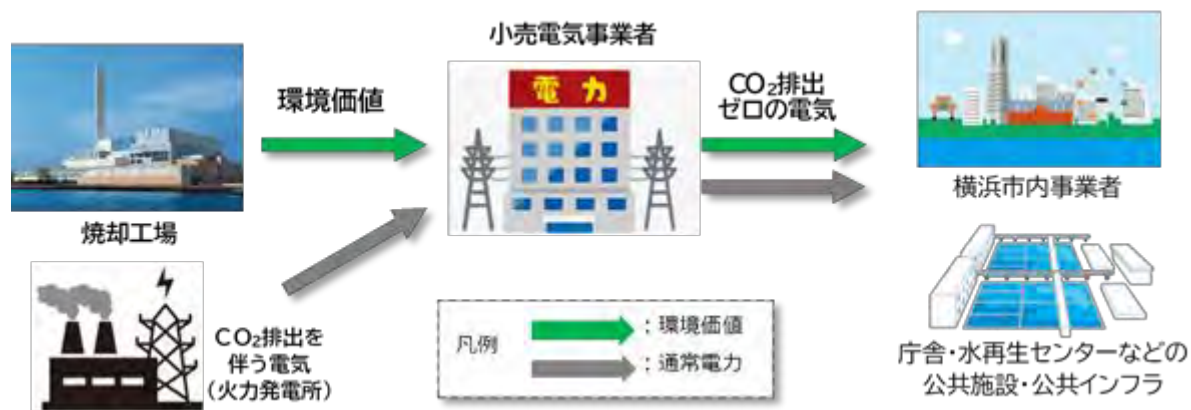 小売電気事業者
環境価値
電力
CO₂排出
ゼロの電気
横浜市内事業者
焼却工場
CO₂排出を
伴う電気
(火力発電所)
凡例
:環境価値
:通常電力
庁舎・水再生センターなどの
公共施設・公共インフラ